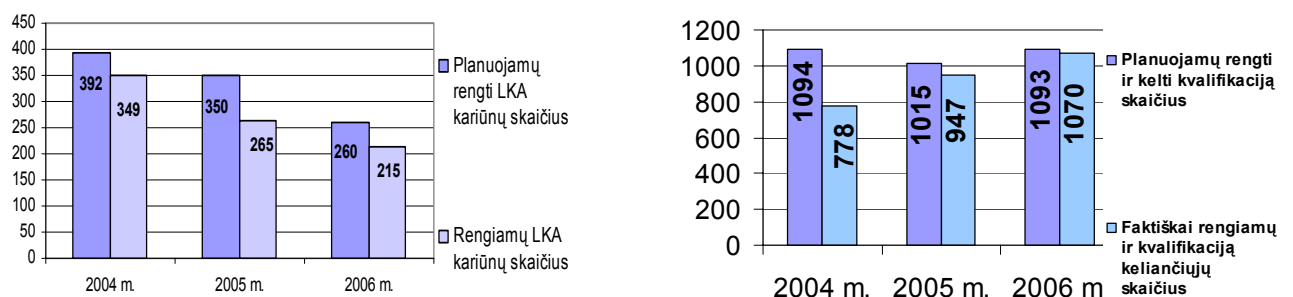 450
400
350
300
250
200
150
100
50
0
392
349
350
265
260
215
2004 m.
2005 m.
2006 m.
Planuojamų
rengti LKA
kariūnų skaičius
Rengiamų LKA
kariūnų skaičius
1200
1000
800
600
400
200
0
1094
778
1015
947
1093
1070
2004 m.
2005 m.
2006 m
Planuojamų rengti
ir kelti kvalifikaciją
skaičius
Faktiškai rengiamų
ir kvalifikaciją
keliančiųjų
skaičius